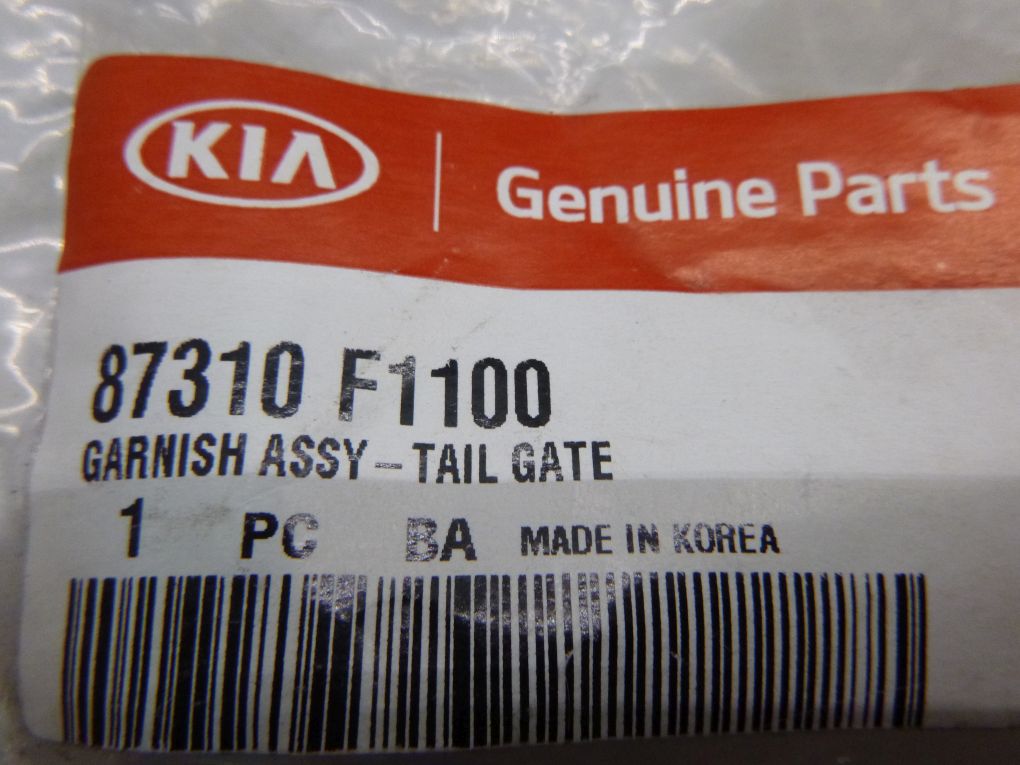 KIA Genuine Parts
87310 F1100
GARNISH ASSY-TAIL GATE
1 PC BA MADE IN KOREA